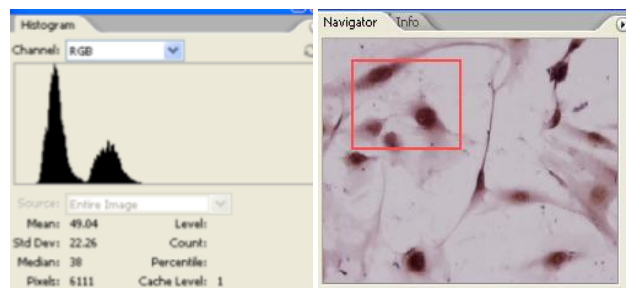 Histogram
Channel: RGB
Source: Entire Image
Mean: 49.04 Level:
Std Dev: 22.26 Count:
Median: 38 Percentile:
Pixels: 6111 Cache Level: 1
Navigator Info